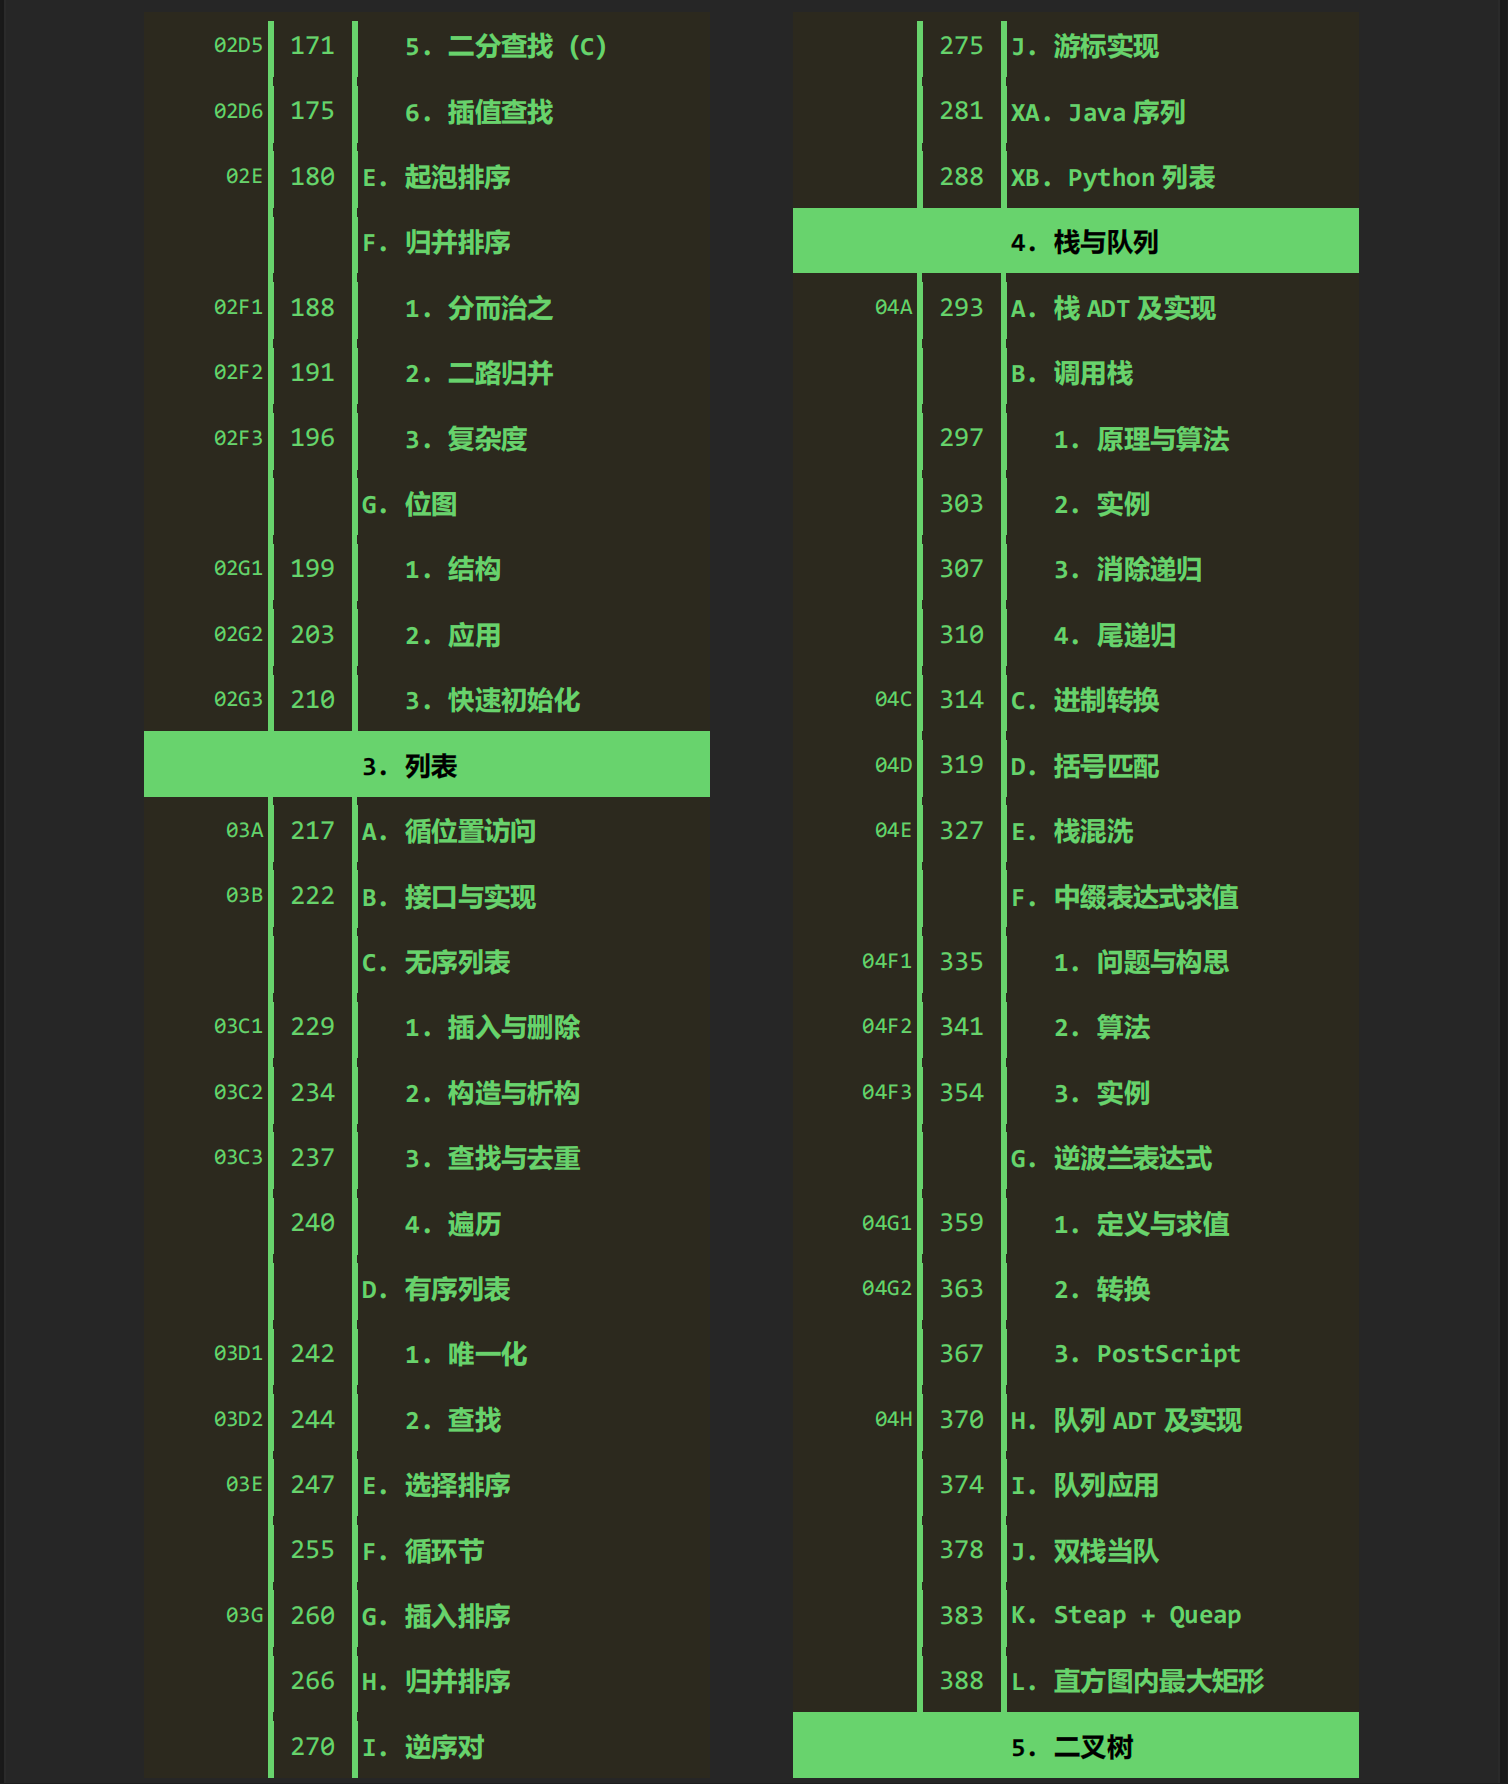 02D5 171 5. 二分查找 (C)
02D6 175 6. 插值查找
02E 180 E. 起泡排序
F. 归并排序
02F1 188 1. 分而治之
02F2 191 2. 二路归并
02F3 196 3. 复杂度
G. 位图
02G1 199 1. 结构
02G2 203 2. 应用
02G3 210 3. 快速初始化
3. 列表
03A 217 A. 循位置访问
03B 222 B. 接口与实现
C. 无序列表
03C1 229 1. 插入与删除
03C2 234 2. 构造与析构
03C3 237 3. 查找与去重
240 4. 遍历
D. 有序列表
03D1 242 1. 唯一化
03D2 244 2. 查找
03E 247 E. 选择排序
255 F. 循环节
03G 260 G. 插入排序
266 H. 归并排序
270 I. 逆序对
275 J. 游标实现
281 XA. Java 序列
288 XB. Python 列表
4. 栈与队列
04A 293 A. 栈 ADT 及实现
B. 调用栈
297 1. 原理与算法
303 2. 实例
307 3. 消除递归
310 4. 尾递归
04C 314 C. 进制转换
04D 319 D. 括号匹配
04E 327 E. 栈混洗
F. 中缀表达式求值
04F1 335 1. 问题与构思
04F2 341 2. 算法
04F3 354 3. 实例
G. 逆波兰表达式
04G1 359 1. 定义与求值
04G2 363 2. 转换
367 3. PostScript
04H 370 H. 队列 ADT 及实现
374 I. 队列应用
378 J. 双栈当队
383 K. Steap + Queap
388 L. 直方图内最大矩形
5. 二叉树